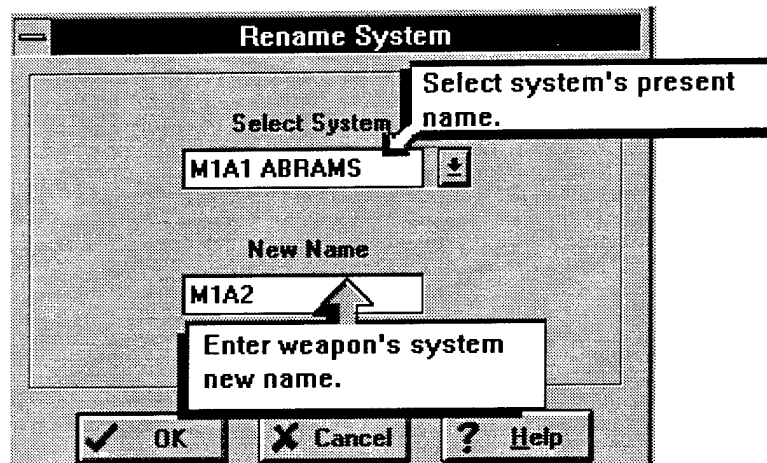 Rename System
Select system's present
name.
Select System
M1A1 ABRAMS
New Name
M1A2
Enter weapon's system
new name.
OK
Cancel
? Help